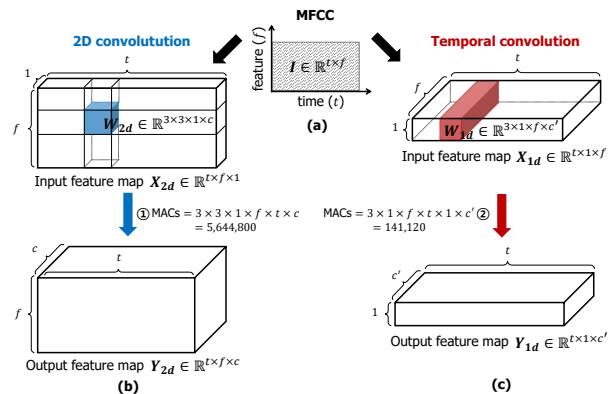 MFCC
2D convolutution
Temporal convolution
feature (f)
I ∈ ℝ^{t×f}
time (t)
(a)
1
t
f
W_{2d} ∈ ℝ^{3×3×1×c}
Input feature map X_{2d} ∈ ℝ^{t×f×1}
t
f
1
W_{1d} ∈ ℝ^{3×1×f×c′}
Input feature map X_{1d} ∈ ℝ^{t×1×f}
① MACs = 3 × 3 × 1 × f × t × c
= 5,644,800
MACs = 3 × 1 × f × t × 1 × c′ ②
= 141,120
c
t
f
Output feature map Y_{2d} ∈ ℝ^{t×f×c}
(b)
t
c′
1
Output feature map Y_{1d} ∈ ℝ^{t×1×c′}
(c)